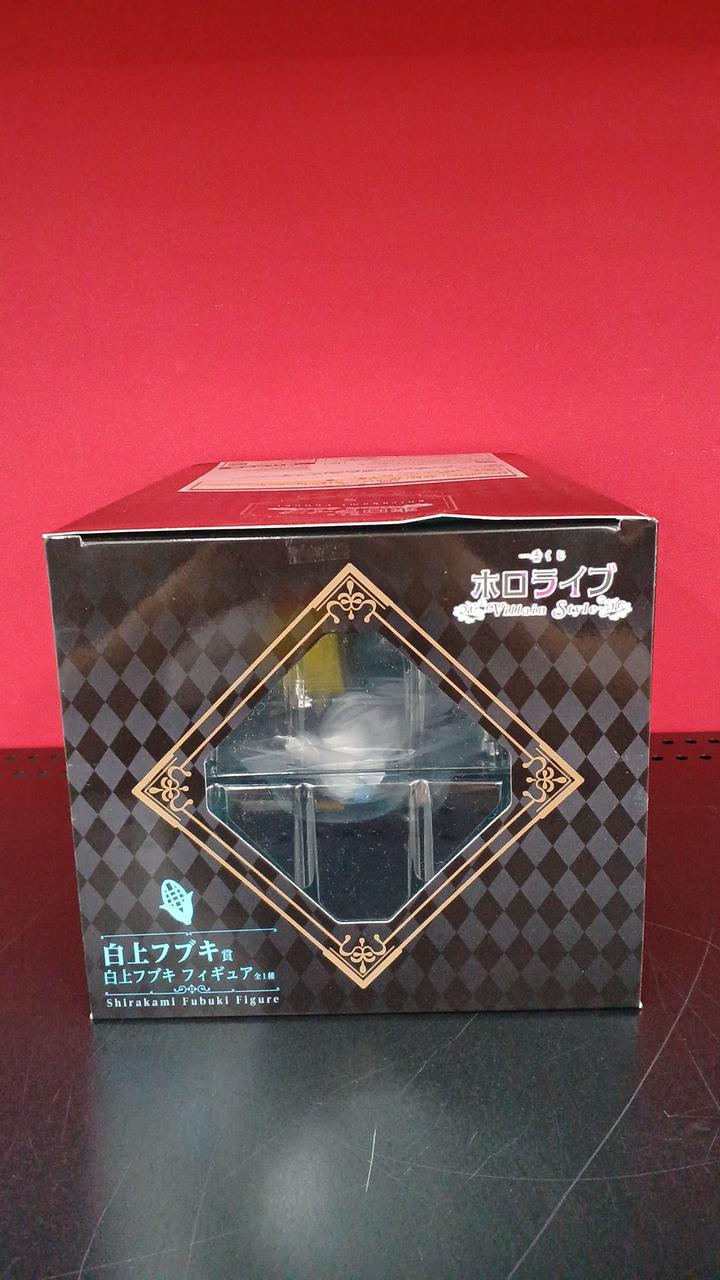 一番くじ
ホロライブ
Villain Style
白上フブキ賞
白上フブキ フィギュア 全1種
Shirakami Fubuki Figure